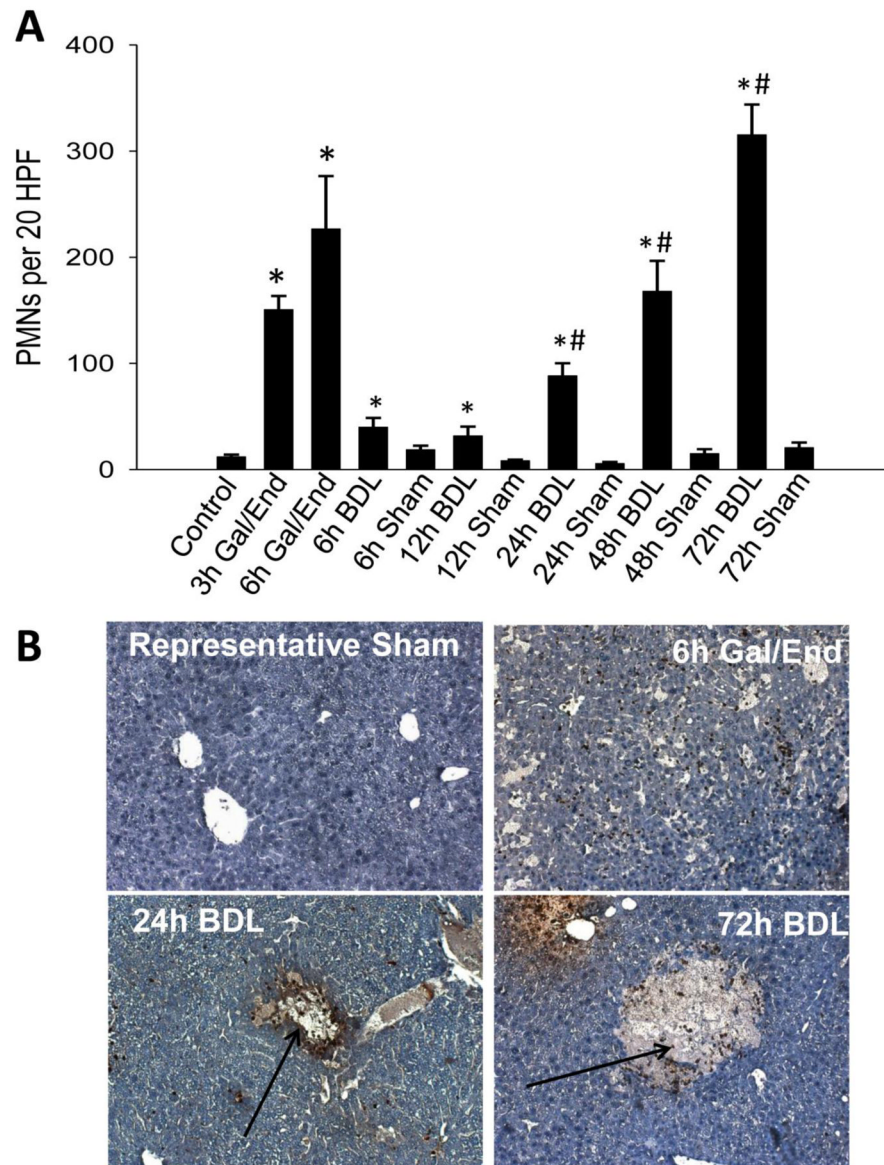 A
400
300
200
100
0
PMNs per 20 HPF
*
*
*
*
*#
*#
*#
Control
3h Gal/End
6h Gal/End
6h BDL
6h Sham
12h BDL
12h Sham
24h BDL
24h Sham
48h BDL
48h Sham
72h BDL
72h Sham
B
Representative Sham
6h Gal/End
24h BDL
72h BDL